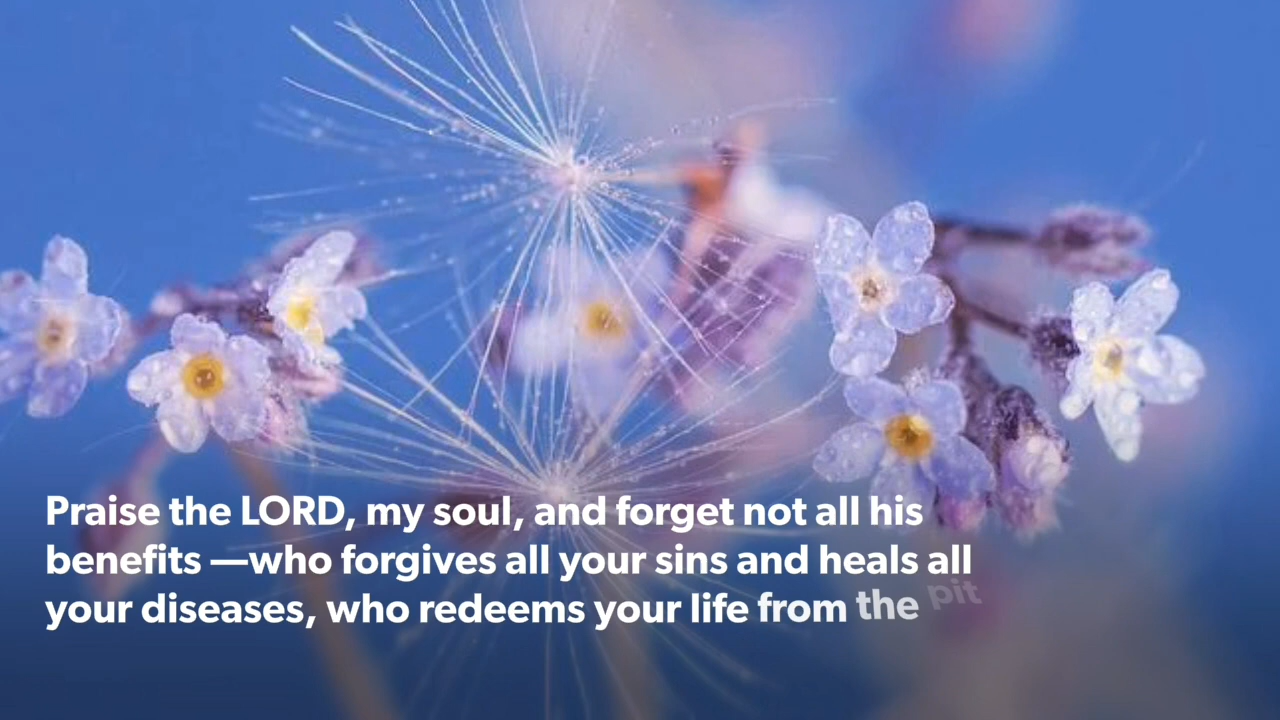 Praise the LORD, my soul, and forget not all his
benefits —who forgives all your sins and heals all
your diseases, who redeems your life from the pit